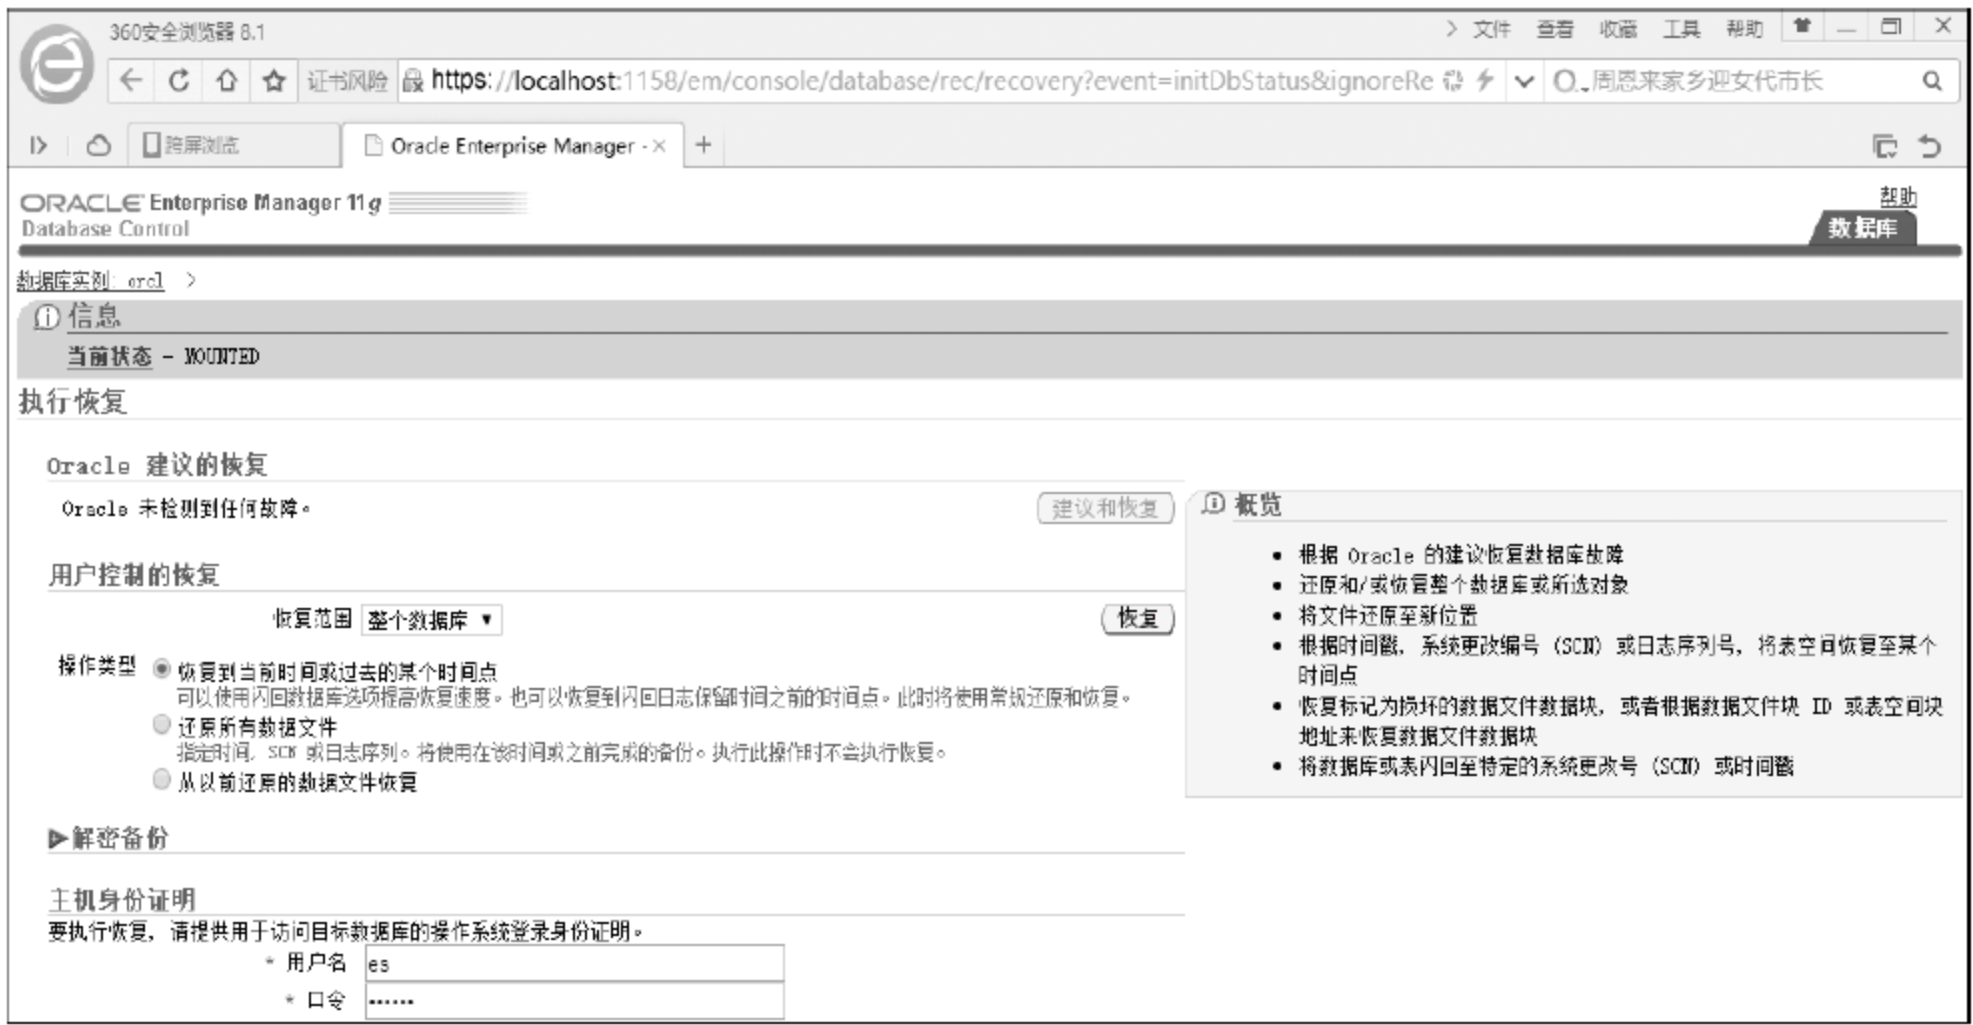 360安全浏览器 8.1
文件 查看 收藏 工具 帮助
证书风险 https://localhost:1158/em/console/database/rec/recovery?event=initDbStatus&ignoreRe 周恩来家乡迎女代市长
跨屏浏览 Oracle Enterprise Manager -
ORACLE Enterprise Manager 11g
Database Control
帮助
数据库
数据库实例: orcl >
信息
当前状态 - MOUNTED
执行恢复
Oracle 建议的恢复
Oracle 未检测到任何故障。 建议和恢复
用户控制的恢复
恢复范围 整个数据库 恢复
操作类型 恢复到当前时间或过去的某个时间点
可以使用闪回数据库选项提高恢复速度。也可以恢复到闪回日志保留时间之前的时间点。此时将使用常规还原和恢复。
还原所有数据文件
指定时间, SCN 或日志序列。将使用在该时间或之前完成的备份。执行此操作时不会执行恢复。
从以前还原的数据文件恢复
解密备份
主机身份证明
要执行恢复, 请提供用于访问目标数据库的操作系统登录身份证明。
* 用户名 es
* 口令 ••••••
概览
• 根据 Oracle 的建议恢复数据库故障
• 还原和/或恢复整个数据库或所选对象
• 将文件还原至新位置
• 根据时间戳, 系统更改编号 (SCN) 或日志序列号, 将表空间恢复至某个
时间点
• 恢复标记为损坏的数据文件数据块, 或者根据数据文件块 ID 或表空间块
地址来恢复数据文件数据块
• 将数据库或表闪回至特定的系统更改号 (SCN) 或时间戳